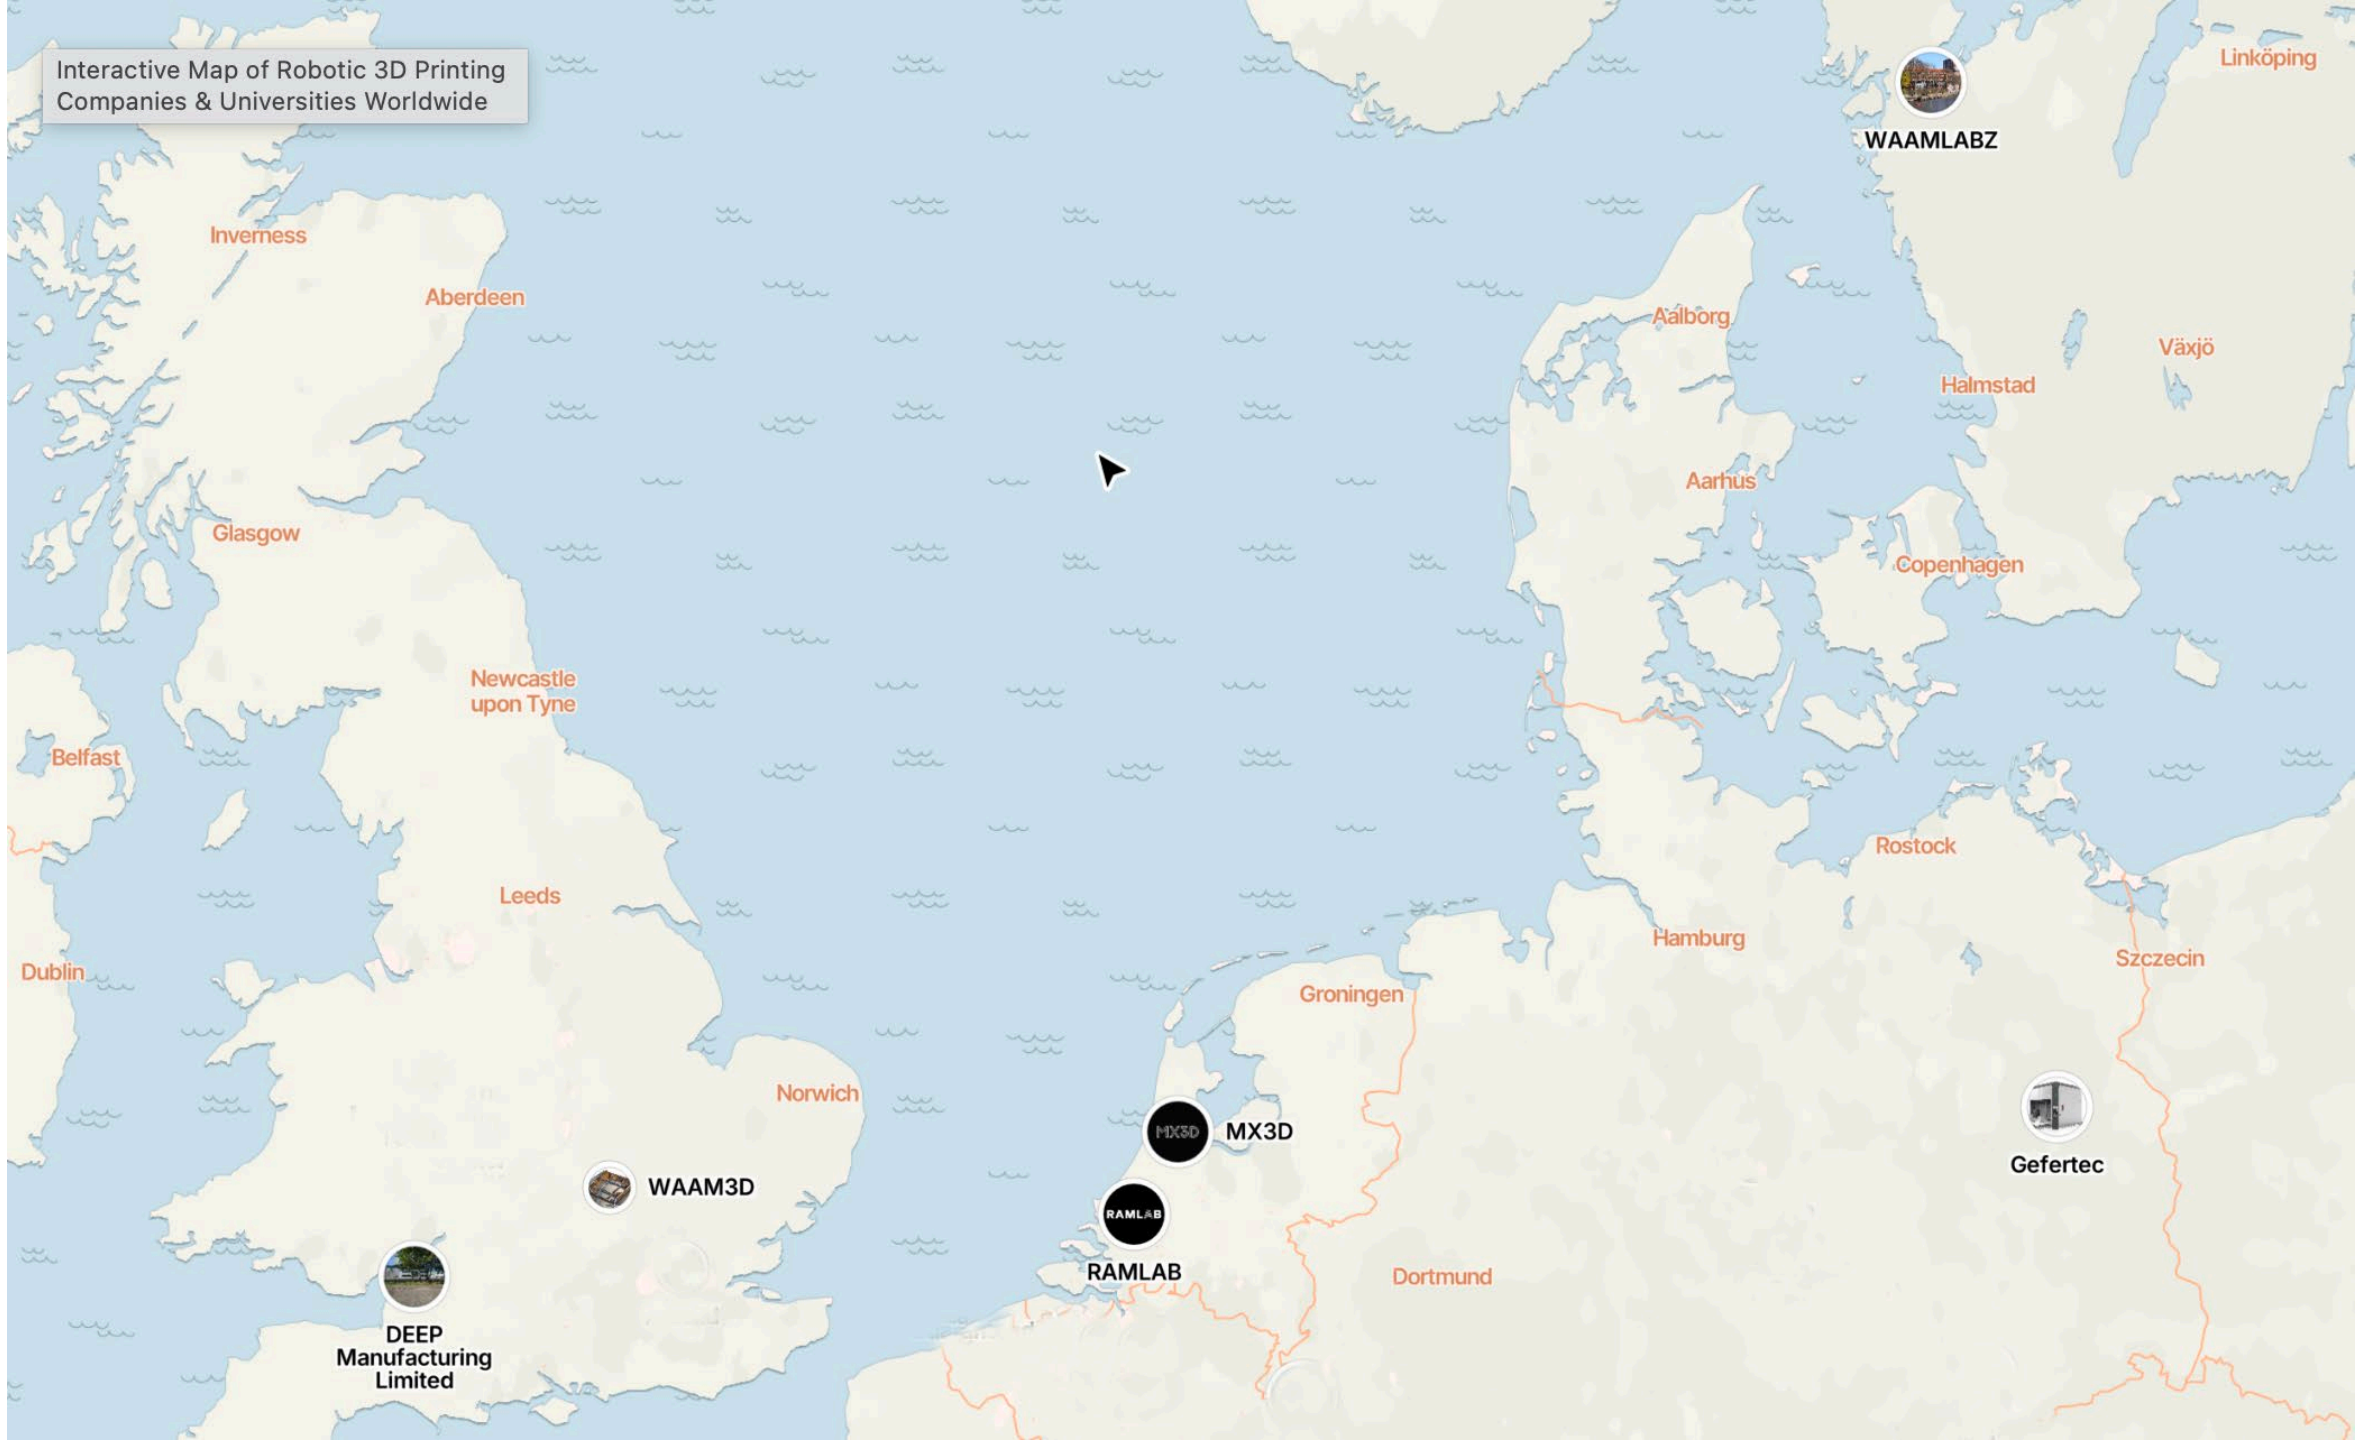 Interactive Map of Robotic 3D Printing
Companies & Universities Worldwide
Linköping
WAAMLABZ
Inverness
Aberdeen
Aalborg
Växjö
Halmstad
Aarhus
Glasgow
Copenhagen
Newcastle
upon Tyne
Belfast
Rostock
Leeds
Hamburg
Szczecin
Dublin
Groningen
Norwich
MX3D
MX3D
Gefertec
WAAM3D
RAMLAB
RAMLAB
Dortmund
DEEP
Manufacturing
Limited